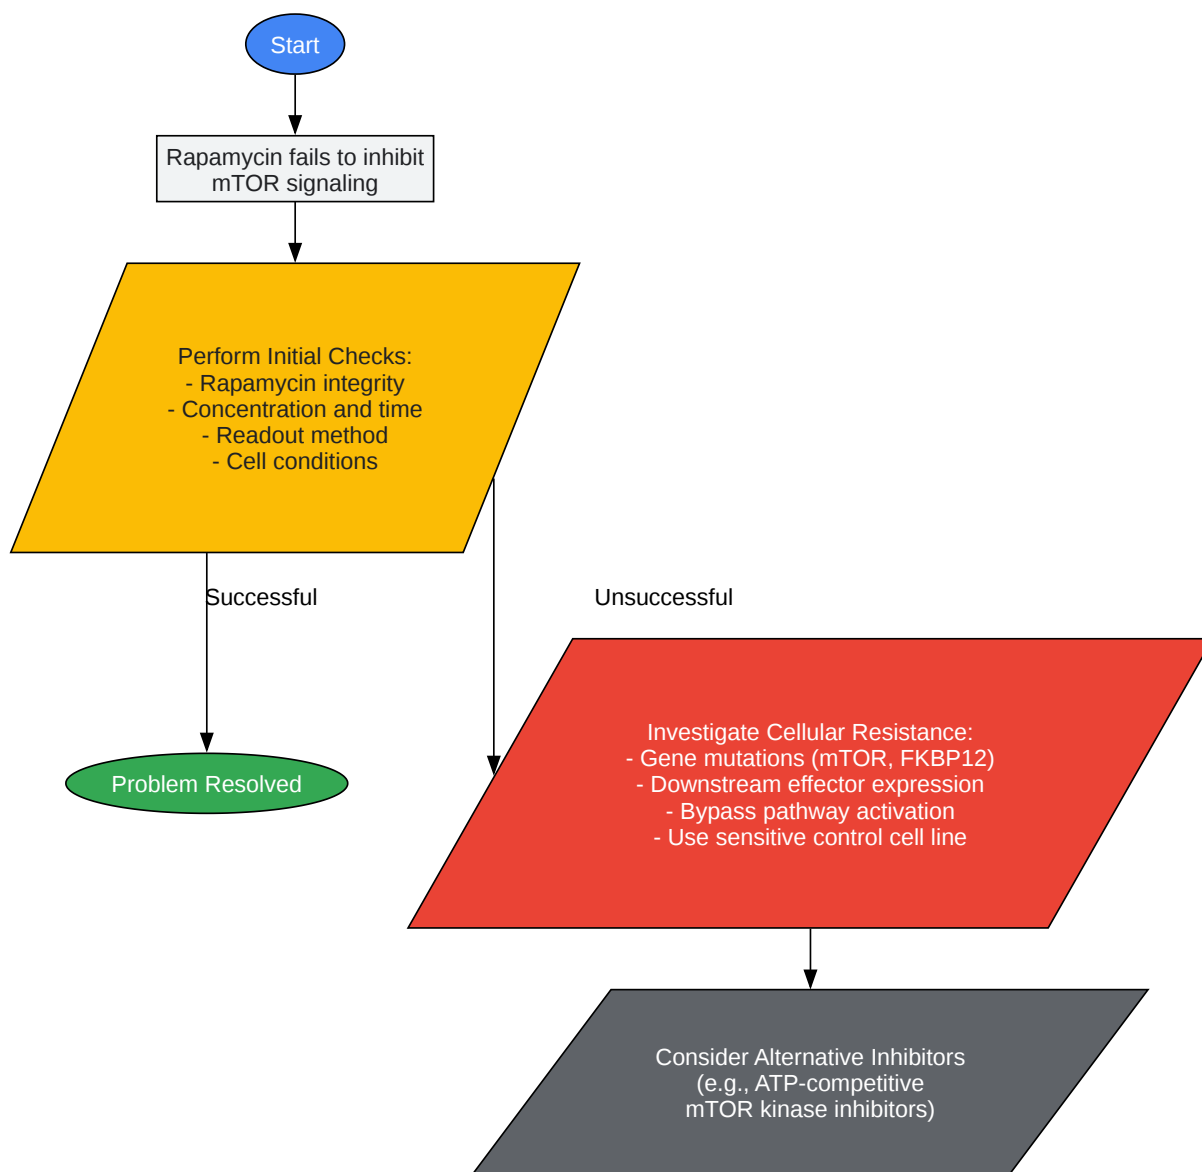 Start
Rapamycin fails to inhibit
mTOR signaling
Perform Initial Checks:
- Rapamycin integrity
- Concentration and time
- Readout method
- Cell conditions
Successful
Unsuccessful
Problem Resolved
Investigate Cellular Resistance:
- Gene mutations (mTOR, FKBP12)
- Downstream effector expression
- Bypass pathway activation
- Use sensitive control cell line
Consider Alternative Inhibitors
(e.g., ATP-competitive
mTOR kinase inhibitors)